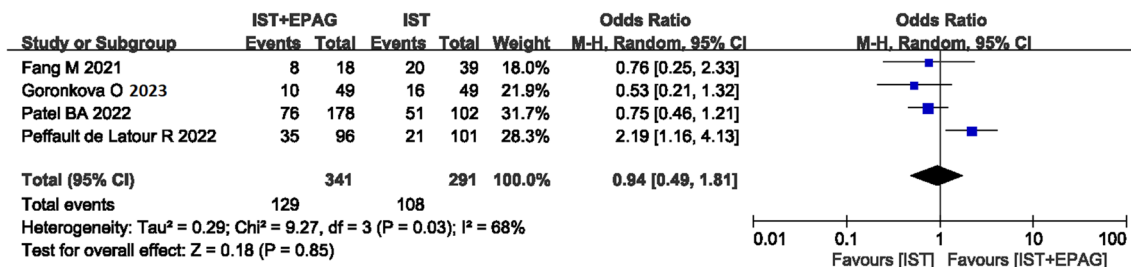 IST+EPAG IST Odds Ratio Odds Ratio
Study or Subgroup Events Total Events Total Weight M-H, Random, 95% CI M-H, Random, 95% CI
Fang M 2021 8 18 20 39 18.0% 0.76 [0.25, 2.33]
Goronkova O 2023 10 49 16 49 21.9% 0.53 [0.21, 1.32]
Patel BA 2022 76 178 51 102 31.7% 0.75 [0.46, 1.21]
Peffault de Latour R 2022 35 96 21 101 28.3% 2.19 [1.16, 4.13]
Total (95% CI) 341 291 100.0% 0.94 [0.49, 1.81]
Total events 129 108
Heterogeneity: Tau² = 0.29; Chi² = 9.27, df = 3 (P = 0.03); I² = 68%
Test for overall effect: Z = 0.18 (P = 0.85)
0.01 0.1 1 10 100
Favours [IST] Favours [IST+EPAG]